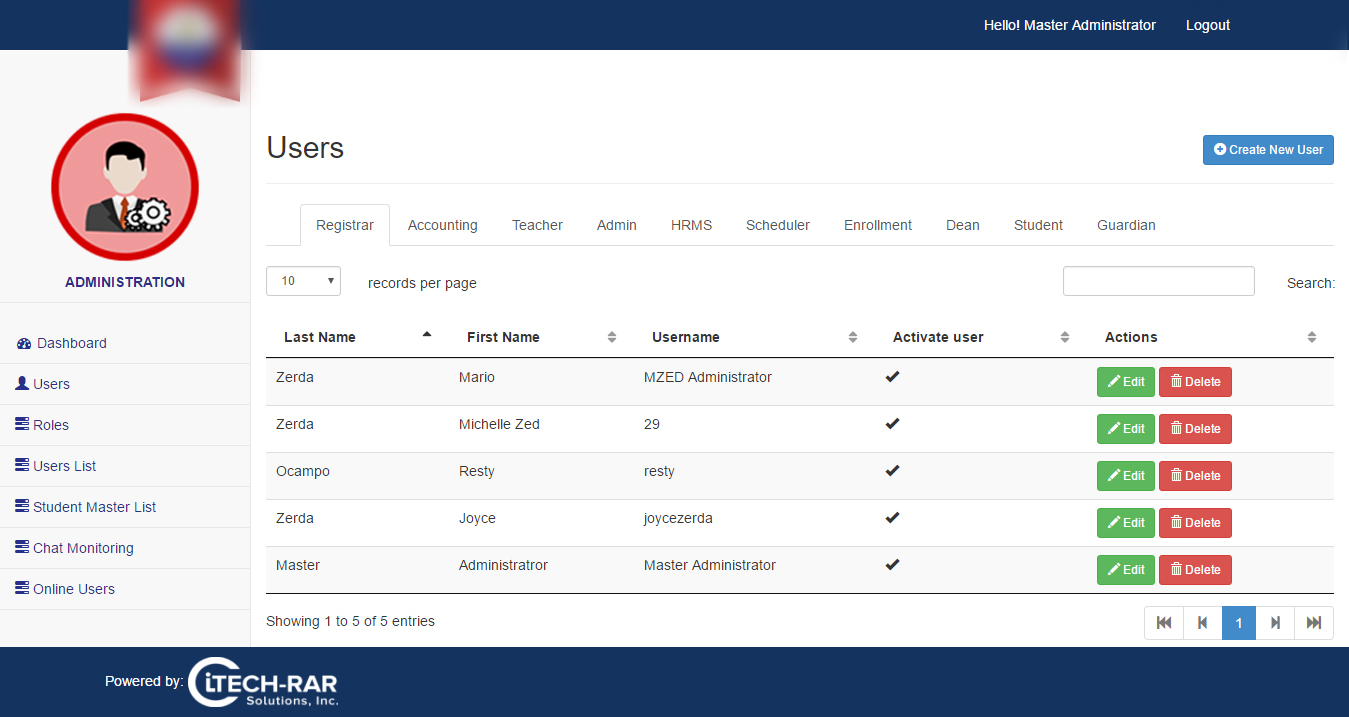 Hello! Master Administrator Logout
ADMINISTRATION
Dashboard
Users
Roles
Users List
Student Master List
Chat Monitoring
Online Users
Users
Create New User
Registrar Accounting Teacher Admin HRMS Scheduler Enrollment Dean Student Guardian
10 records per page Search:
Last Name First Name Username Activate user Actions
Zerda Mario MZED Administrator Edit Delete
Zerda Michelle Zed 29 Edit Delete
Ocampo Resty resty Edit Delete
Zerda Joyce joycezerda Edit Delete
Master Administratror Master Administrator Edit Delete
Showing 1 to 5 of 5 entries 1
Powered by: iTECH-RAR
Solutions, Inc.